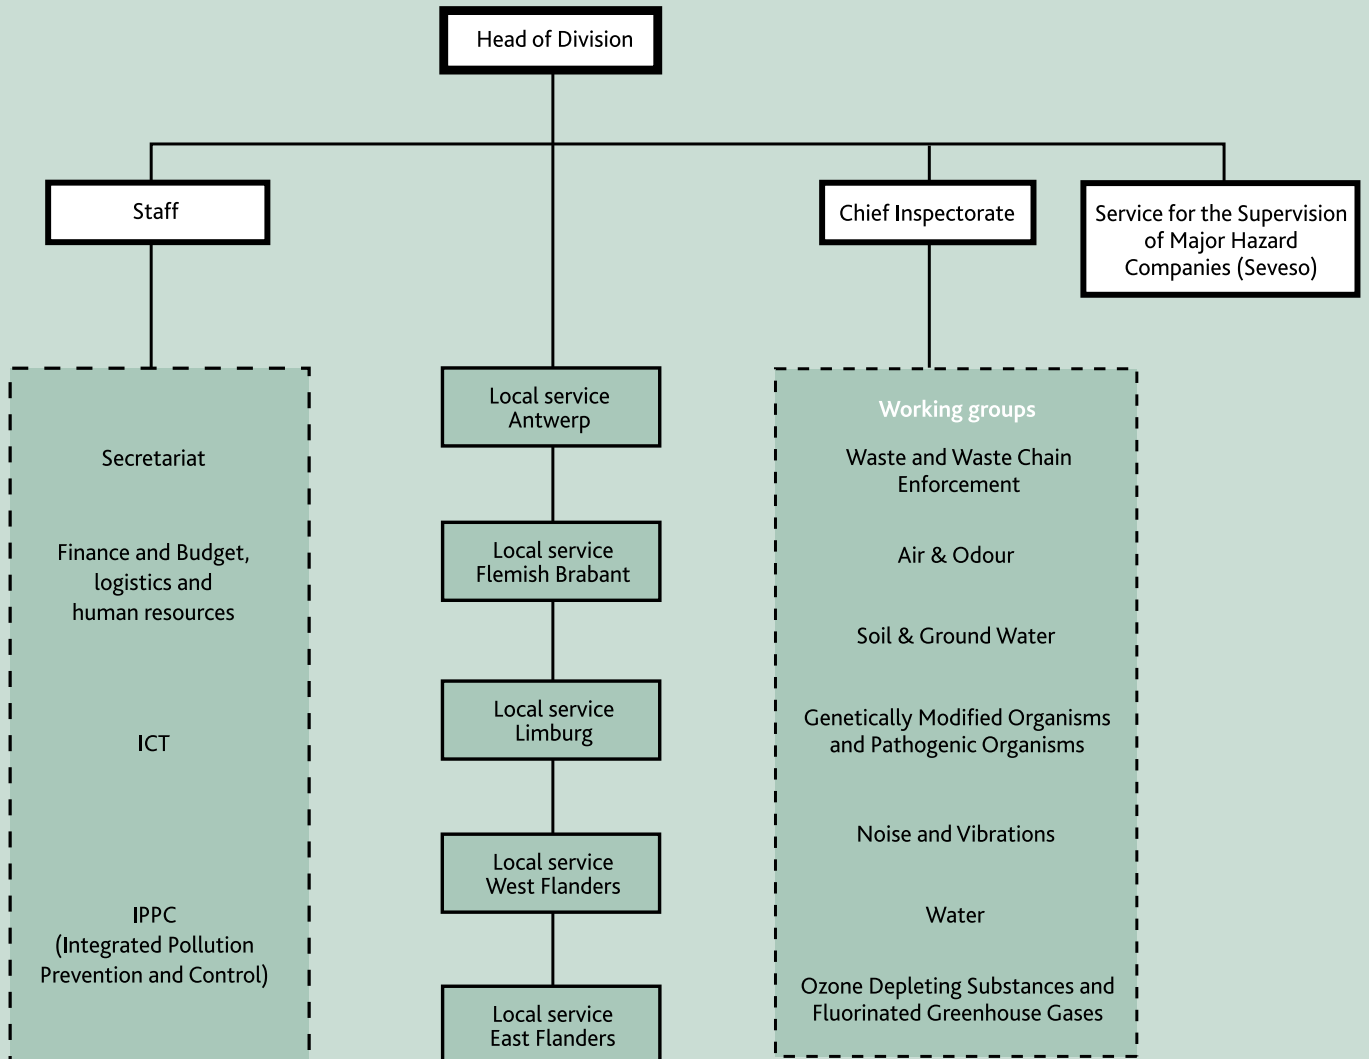 Head of Division
Staff
Chief Inspectorate
Service for the Supervision
of Major Hazard
Companies (Seveso)
Secretariat
Finance and Budget,
logistics and
human resources
ICT
IPPC
(Integrated Pollution
Prevention and Control)
Local service
Antwerp
Local service
Flemish Brabant
Local service
Limburg
Local service
West Flanders
Local service
East Flanders
Working groups
Waste and Waste Chain
Enforcement
Air & Odour
Soil & Ground Water
Genetically Modified Organisms
and Pathogenic Organisms
Noise and Vibrations
Water
Ozone Depleting Substances and
Fluorinated Greenhouse Gases